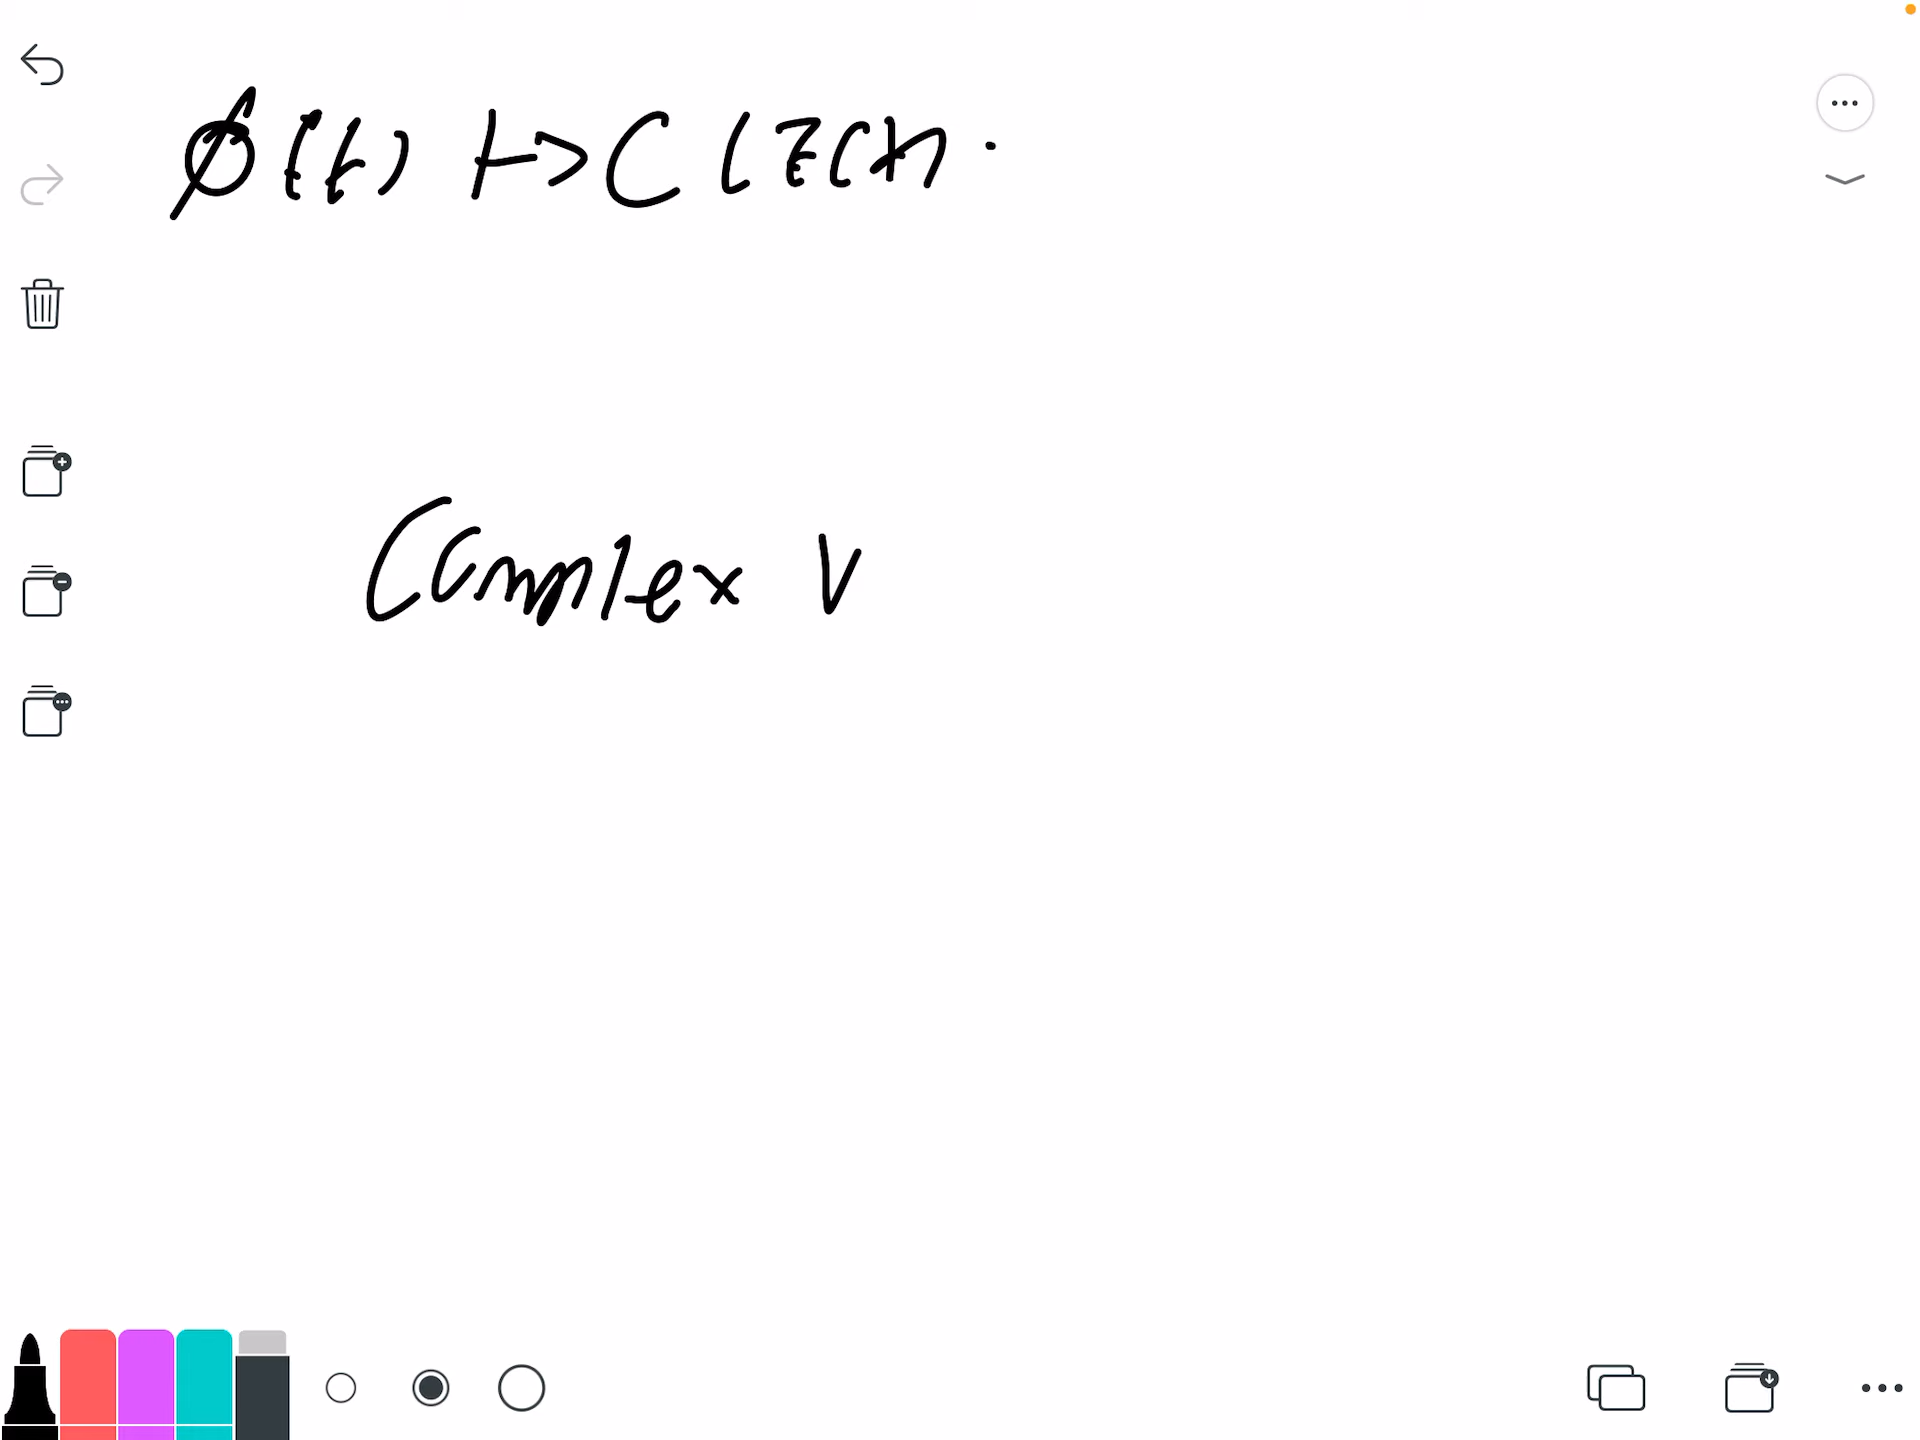 ∅(t) ↦ C(z(t)).
(Complex V